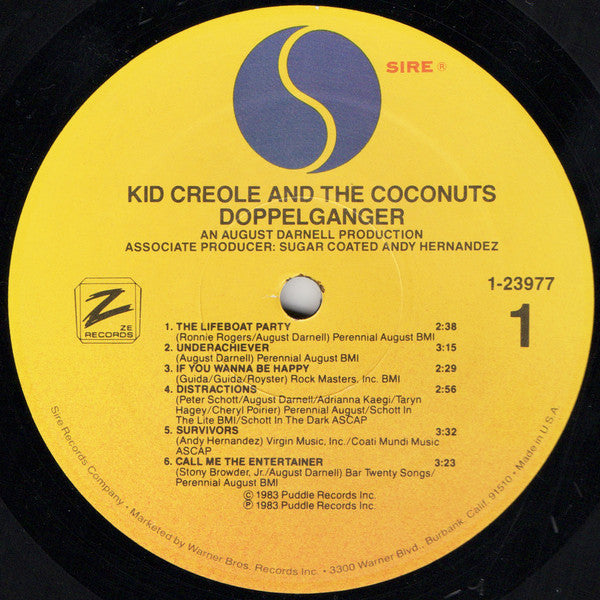 SIRE ®
KID CREOLE AND THE COCONUTS
DOPPELGANGER
AN AUGUST DARNELL PRODUCTION
ASSOCIATE PRODUCER: SUGAR COATED ANDY HERNANDEZ
1-23977
1
Z
ZE
RECORDS
1. THE LIFEBOAT PARTY 2:38
(Ronnie Rogers/August Darnell) Perennial August BMI
2. UNDERACHIEVER 3:15
(August Darnell) Perennial August BMI
3. IF YOU WANNA BE HAPPY 2:29
(Guida/Guida/Royster) Rock Masters, Inc. BMI
4. DISTRACTIONS 2:56
(Peter Schott/August Darnell/Adrianna Kaegi/Taryn
Hagey/Cheryl Poirier) Perennial August/Schott In
The Lite BMI/Schott In The Dark ASCAP
5. SURVIVORS 3:32
(Andy Hernandez) Virgin Music, Inc./Coati Mundi Music
ASCAP
6. CALL ME THE ENTERTAINER 3:23
(Stony Browder, Jr./August Darnell) Bar Twenty Songs/
Perennial August BMI
© 1983 Puddle Records Inc.
℗ 1983 Puddle Records Inc.
Sire Records Company • Marketed by Warner Bros. Records Inc. • 3300 Warner Blvd., Burbank, Calif. 91510 • Made in U.S.A.